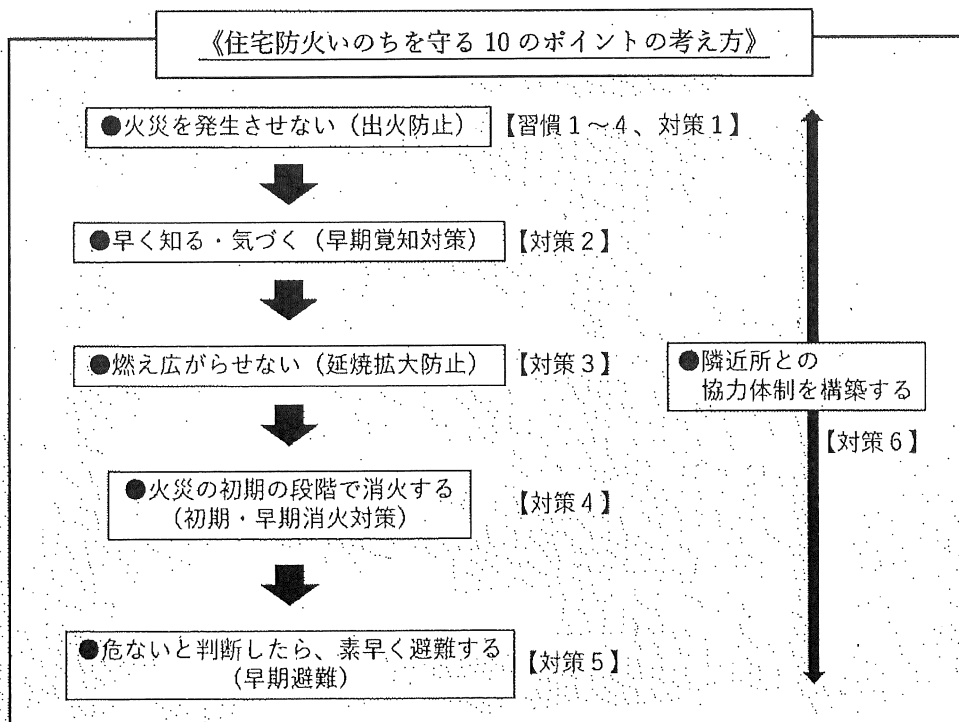 《住宅防火いのちを守る 10 のポイントの考え方》
●火災を発生させない（出火防止）
【習慣1～4、対策1】
●早く知る・気づく（早期覚知対策）
【対策2】
●燃え広がらせない（延焼拡大防止）
【対策3】
●火災の初期の段階で消火する
（初期・早期消火対策）
【対策4】
●危ないと判断したら、素早く避難する
（早期避難）
【対策5】
●隣近所との
協力体制を構築する
【対策6】